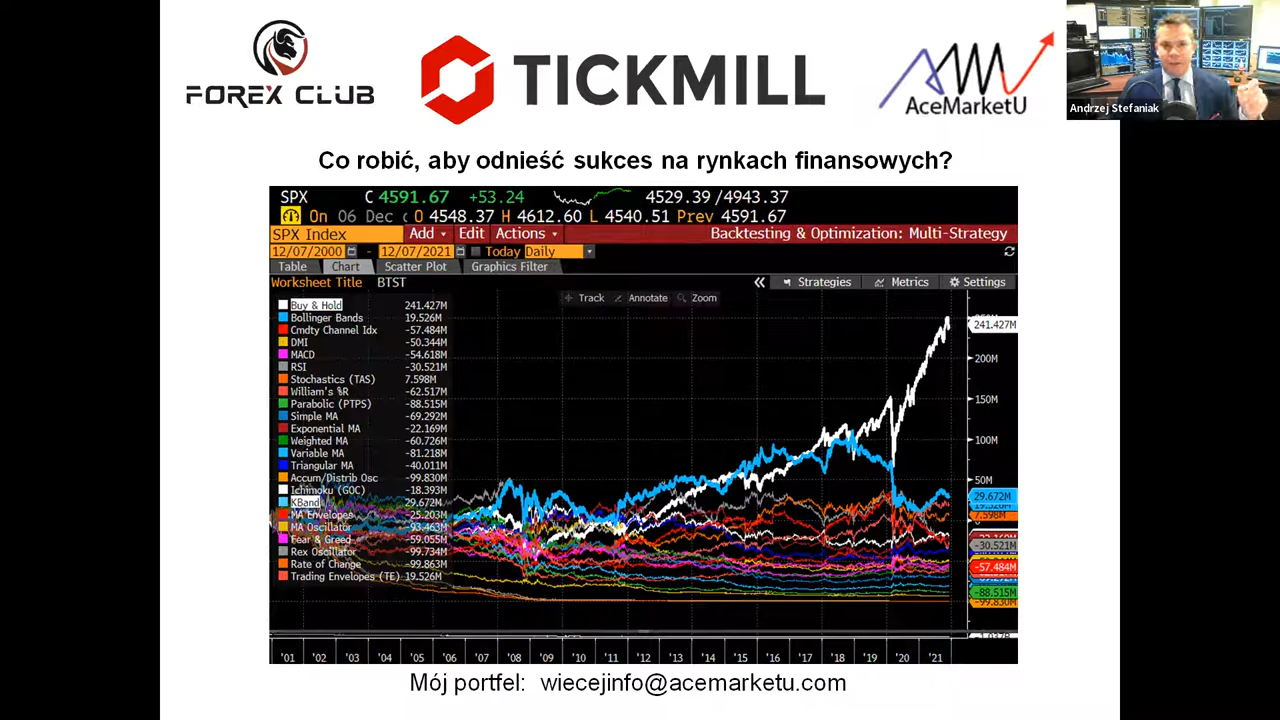 FOREX CLUB
TICKMILL
AceMarketU
Andrzej Stefaniak
Co robić, aby odnieść sukces na rynkach finansowych?
SPX C 4591.67 +53.24 4529.39/4943.37
On 06 Dec O 4548.37 H 4612.60 L 4540.51 Prev 4591.67
SPX Index Add Edit Actions Backtesting & Optimization: Multi-Strategy
12/07/2000 - 12/07/2021 Today Daily
Table Chart Scatter Plot Graphics Filter
Worksheet Title BTST « Strategies Metrics Settings
Track Annotate Zoom
Buy & Hold 241.427M
Bollinger Bands 19.526M
Cmdty Channel Idx -57.484M
DMI -50.344M
MACD -54.618M
RSI -30.521M
Stochastics (TAS) 7.598M
William's %R -62.517M
Parabolic (PTPS) -88.515M
Simple MA -69.292M
Exponential MA -22.169M
Weighted MA -60.726M
Variable MA -81.218M
Triangular MA -40.011M
Accum/Distrib Osc -99.830M
Ichimoku (GOC) -18.393M
KBand 29.672M
MA Envelopes -25.203M
MA Oscillator -93.463M
Fear & Greed -59.055M
Rex Oscillator -99.734M
Rate of Change -99.863M
Trading Envelopes (TE) 19.526M
241.427M
200M
150M
100M
50M
29.672M
7.598M
-30.521M
-57.484M
-88.515M
-99.830M
'01 '02 '03 '04 '05 '06 '07 '08 '09 '10 '11 '12 '13 '14 '15 '16 '17 '18 '19 '20 '21
Mój portfel: wiecejinfo@acemarketu.com